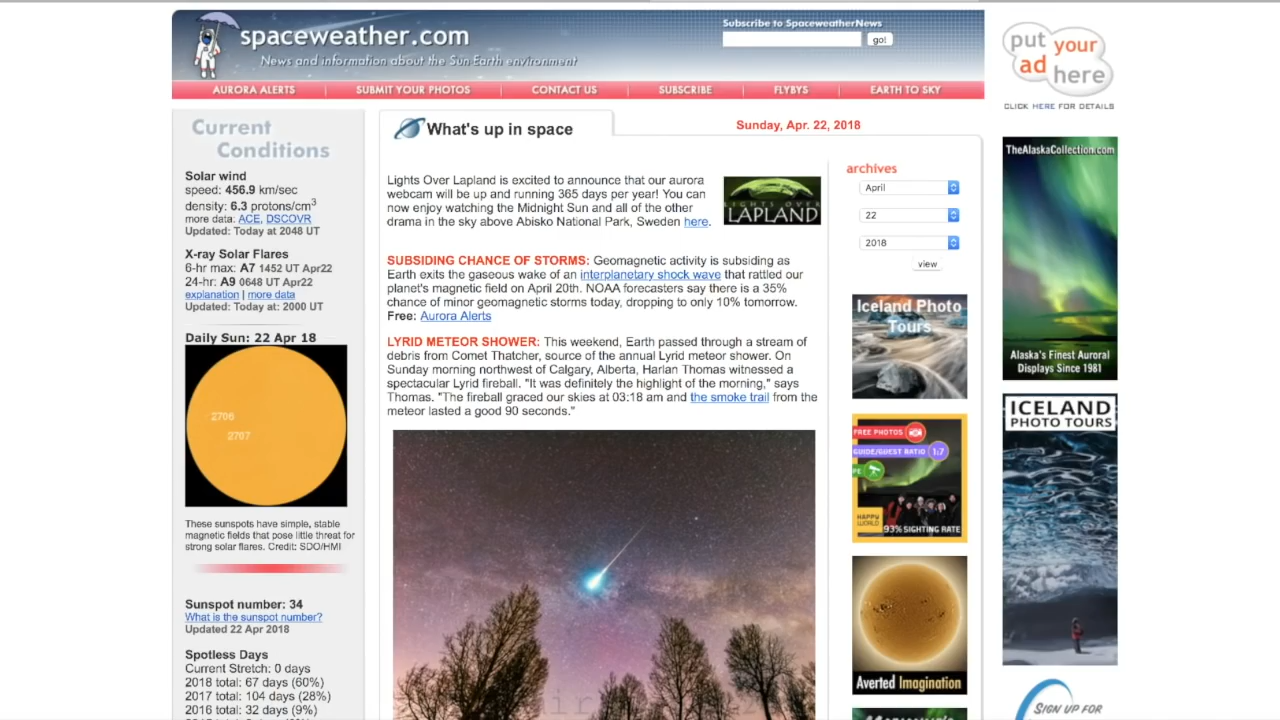 spaceweather.com
News and information about the Sun Earth environment
Subscribe to SpaceweatherNews
go!
AURORA ALERTS
SUBMIT YOUR PHOTOS
CONTACT US
SUBSCRIBE
FLYBYS
EARTH TO SKY
put your
ad here
CLICK HERE FOR DETAILS
Current
Conditions
Solar wind
speed: 456.9 km/sec
density: 6.3 protons/cm3
more data: ACE, DSCOVR
Updated: Today at 2048 UT
X-ray Solar Flares
6-hr max: A7 1452 UT Apr22
24-hr: A9 0648 UT Apr22
explanation | more data
Updated: Today at: 2000 UT
Daily Sun: 22 Apr 18
2706
2707
These sunspots have simple, stable
magnetic fields that pose little threat for
strong solar flares. Credit: SDO/HMI
Sunspot number: 34
What is the sunspot number?
Updated 22 Apr 2018
Spotless Days
Current Stretch: 0 days
2018 total: 67 days (60%)
2017 total: 104 days (28%)
2016 total: 32 days (9%)
What's up in space
Sunday, Apr. 22, 2018
Lights Over Lapland is excited to announce that our aurora
webcam will be up and running 365 days per year! You can
now enjoy watching the Midnight Sun and all of the other
drama in the sky above Abisko National Park, Sweden here.
LIGHTS OVER
LAPLAND
SUBSIDING CHANCE OF STORMS: Geomagnetic activity is subsiding as
Earth exits the gaseous wake of an interplanetary shock wave that rattled our
planet's magnetic field on April 20th. NOAA forecasters say there is a 35%
chance of minor geomagnetic storms today, dropping to only 10% tomorrow.
Free: Aurora Alerts
LYRID METEOR SHOWER: This weekend, Earth passed through a stream of
debris from Comet Thatcher, source of the annual Lyrid meteor shower. On
Sunday morning northwest of Calgary, Alberta, Harlan Thomas witnessed a
spectacular Lyrid fireball. "It was definitely the highlight of the morning," says
Thomas. "The fireball graced our skies at 03:18 am and the smoke trail from the
meteor lasted a good 90 seconds."
archives
April
22
2018
view
Iceland Photo
Tours
FREE PHOTOS
GUIDE/GUEST RATIO 1:7
HAPPY
WORLD
93% SIGHTING RATE
Averted Imagination
TheAlaskaCollection.com
Alaska's Finest Auroral
Displays Since 1981
ICELAND
PHOTO TOURS
SIGN UP FOR